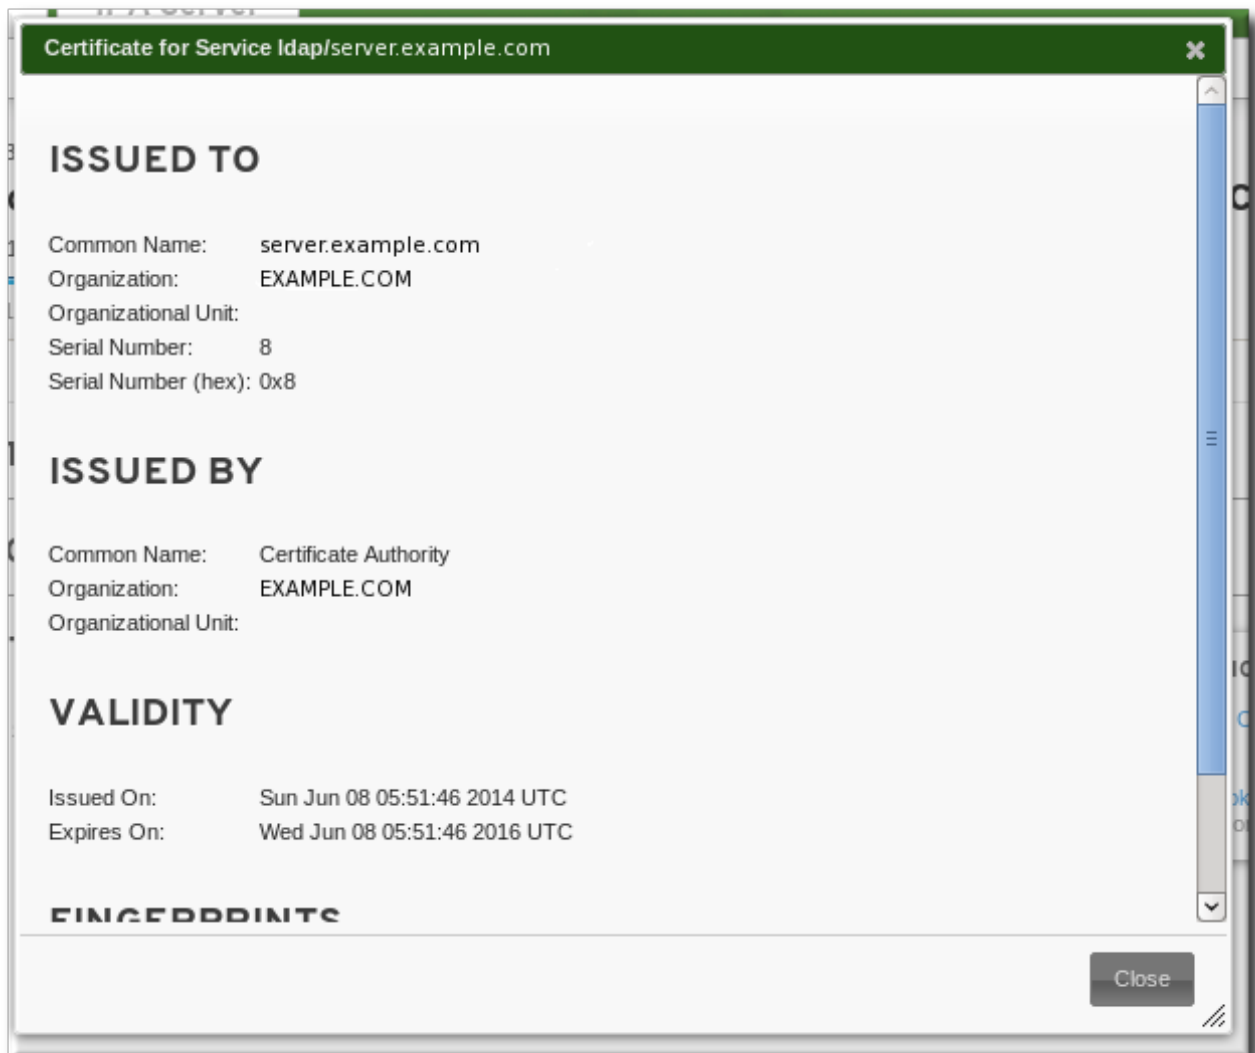 Certificate for Service ldap/server.example.com
ISSUED TO
Common Name: server.example.com
Organization: EXAMPLE.COM
Organizational Unit:
Serial Number: 8
Serial Number (hex): 0x8
ISSUED BY
Common Name: Certificate Authority
Organization: EXAMPLE.COM
Organizational Unit:
VALIDITY
Issued On: Sun Jun 08 05:51:46 2014 UTC
Expires On: Wed Jun 08 05:51:46 2016 UTC
FINGERPRINTS
Close